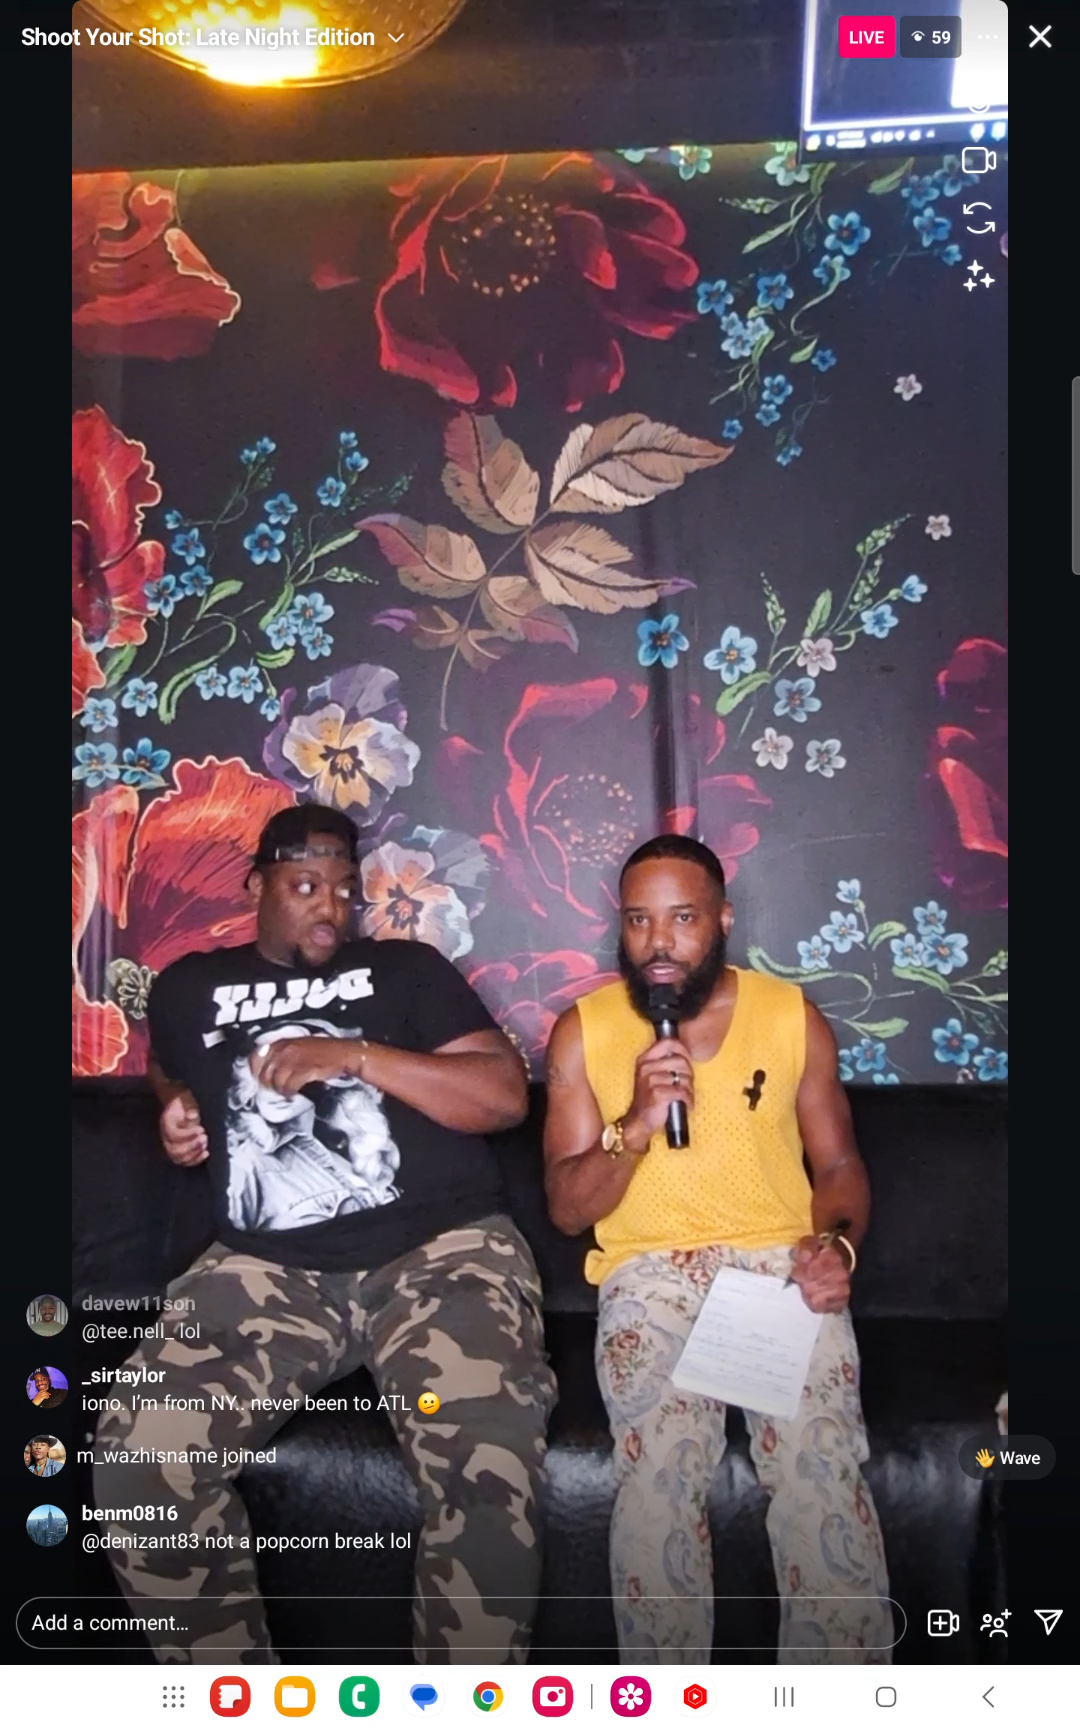 Shoot Your Shot: Late Night Edition
LIVE
59
DOLLY
davew11son
@tee.nell_ lol
_sirtaylor
iono. I'm from NY.. never been to ATL 🫤
m_wazhisname joined
👋 Wave
benm0816
@denizant83 not a popcorn break lol
Add a comment...